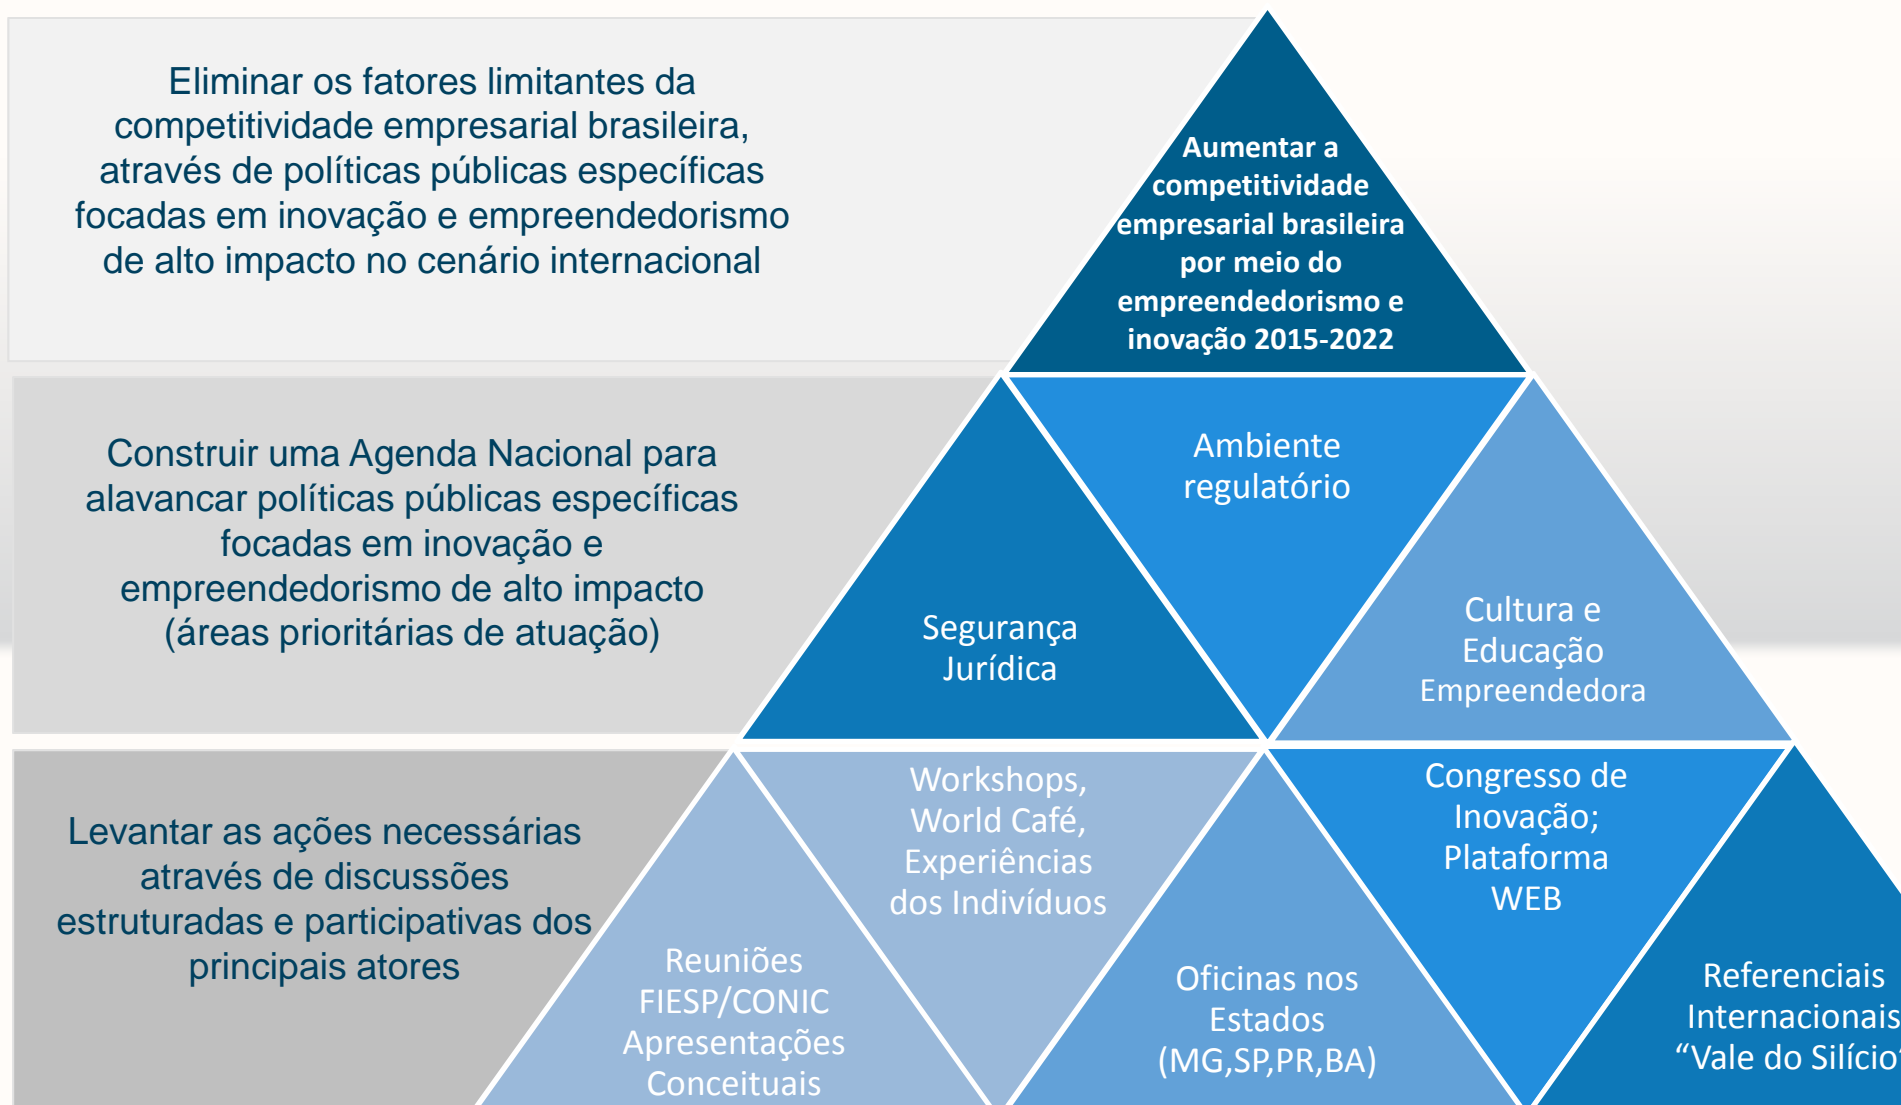 Eliminar os fatores limitantes da
competitividade empresarial brasileira,
através de políticas públicas específicas
focadas em inovação e empreendedorismo
de alto impacto no cenário internacional
Aumentar a
competitividade
empresarial brasileira
por meio do
empreendedorismo e
inovação 2015-2022
Construir uma Agenda Nacional para
alavancar políticas públicas específicas
focadas em inovação e
empreendedorismo de alto impacto
(áreas prioritárias de atuação)
Segurança
Jurídica
Ambiente
regulatório
Cultura e
Educação
Empreendedora
Levantar as ações necessárias
através de discussões
estruturadas e participativas dos
principais atores
Reuniões
FIESP/CONIC
Apresentações
Conceituais
Workshops,
World Café,
Experiências
dos Indivíduos
Oficinas nos
Estados
(MG,SP,PR,BA)
Congresso de
Inovação;
Plataforma
WEB
Referenciais
Internacionais
“Vale do Silício”